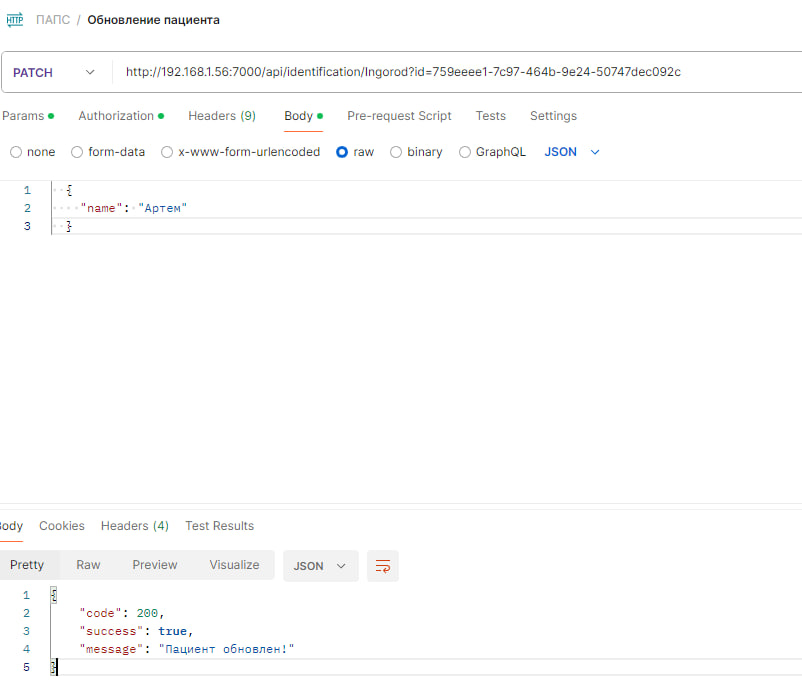 HTTP ПАПС / Обновление пациента
PATCH http://192.168.1.56:7000/api/identification/Ingorod?id=759eeee1-7c97-464b-9e24-50747dec092c
Params Authorization Headers (9) Body Pre-request Script Tests Settings
none form-data x-www-form-urlencoded raw binary GraphQL JSON
1 {
2 "name": "Артем"
3 }
Body Cookies Headers (4) Test Results
Pretty Raw Preview Visualize JSON
1 {
2 "code": 200,
3 "success": true,
4 "message": "Пациент обновлен!"
5 }